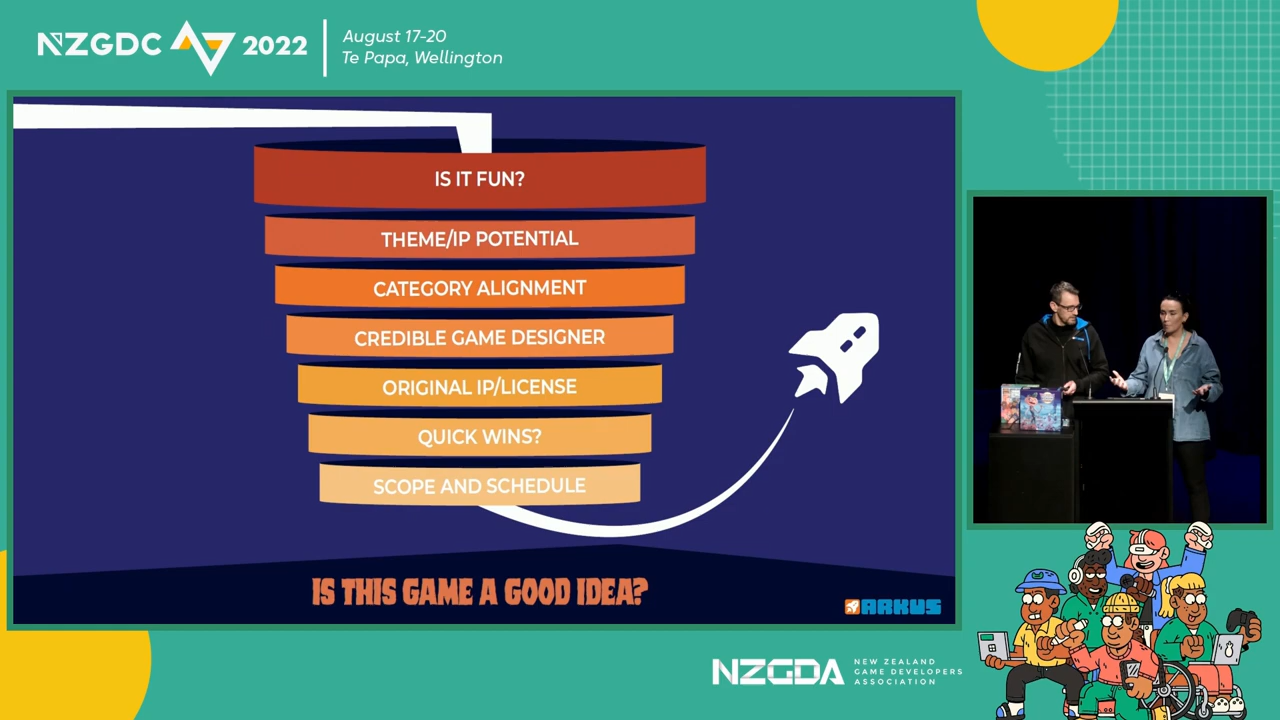 NZGDC 2022
August 17-20
Te Papa, Wellington
IS IT FUN?
THEME/IP POTENTIAL
CATEGORY ALIGNMENT
CREDIBLE GAME DESIGNER
ORIGINAL IP/LICENSE
QUICK WINS?
SCOPE AND SCHEDULE
IS THIS GAME A GOOD IDEA?
ARKUS
NZGDA
NEW ZEALAND
GAME DEVELOPERS
ASSOCIATION